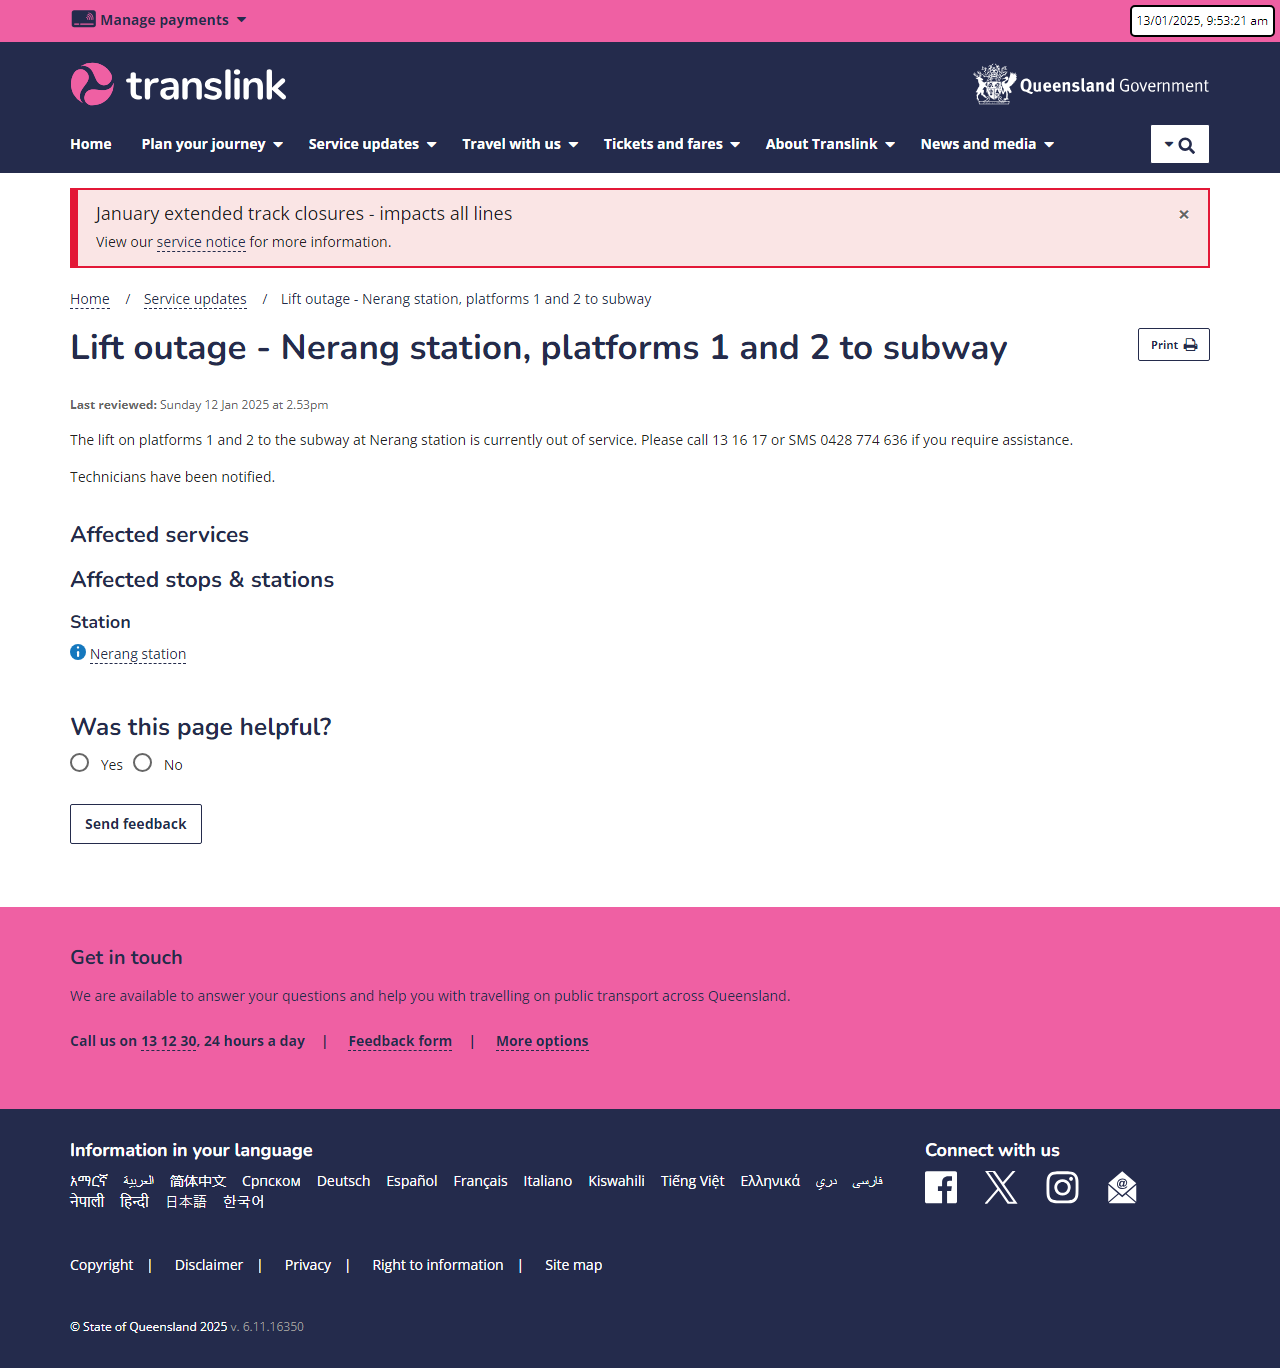 Manage payments
13/01/2025, 9:53:21 am
translink
Queensland Government
Home Plan your journey Service updates Travel with us Tickets and fares About Translink News and media
January extended track closures - impacts all lines
×
View our service notice for more information.
Home / Service updates / Lift outage - Nerang station, platforms 1 and 2 to subway
Lift outage - Nerang station, platforms 1 and 2 to subway
Print
Last reviewed: Sunday 12 Jan 2025 at 2.53pm
The lift on platforms 1 and 2 to the subway at Nerang station is currently out of service. Please call 13 16 17 or SMS 0428 774 636 if you require assistance.
Technicians have been notified.
Affected services
Affected stops & stations
Station
Nerang station
Was this page helpful?
Yes No
Send feedback
Get in touch
We are available to answer your questions and help you with travelling on public transport across Queensland.
Call us on 13 12 30, 24 hours a day | Feedback form | More options
Information in your language
Connect with us
አማርኛ العربية 简体中文 Српском Deutsch Español Français Italiano Kiswahili Tiếng Việt Ελληνικά دري فارسی
नेपाली हिन्दी 日本語 한국어
Copyright | Disclaimer | Privacy | Right to information | Site map
© State of Queensland 2025 v. 6.11.16350